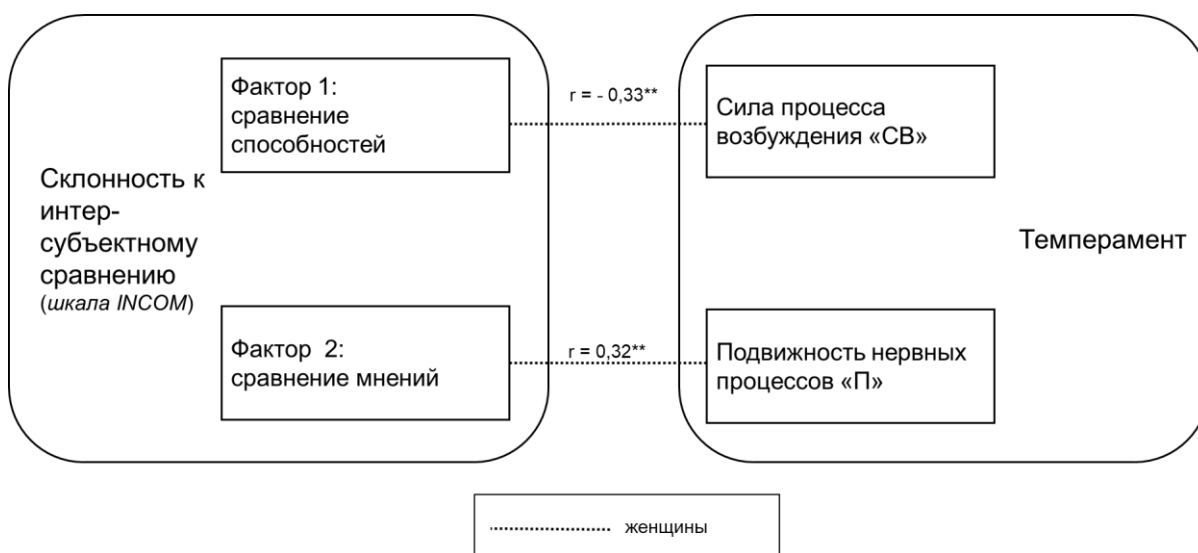 Склонность к
интер-
субъектному
сравнению
(шкала INCOM)
Фактор 1:
сравнение
способностей
r = - 0,33**
Сила процесса
возбуждения «СВ»
Темперамент
Фактор 2:
сравнение мнений
r = 0,32**
Подвижность нервных
процессов «П»
женщины